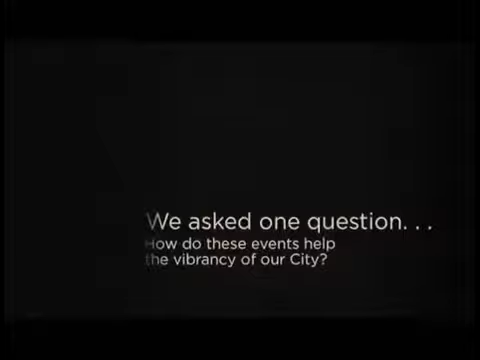 We asked one question. . .
How do these events help
the vibrancy of our City?